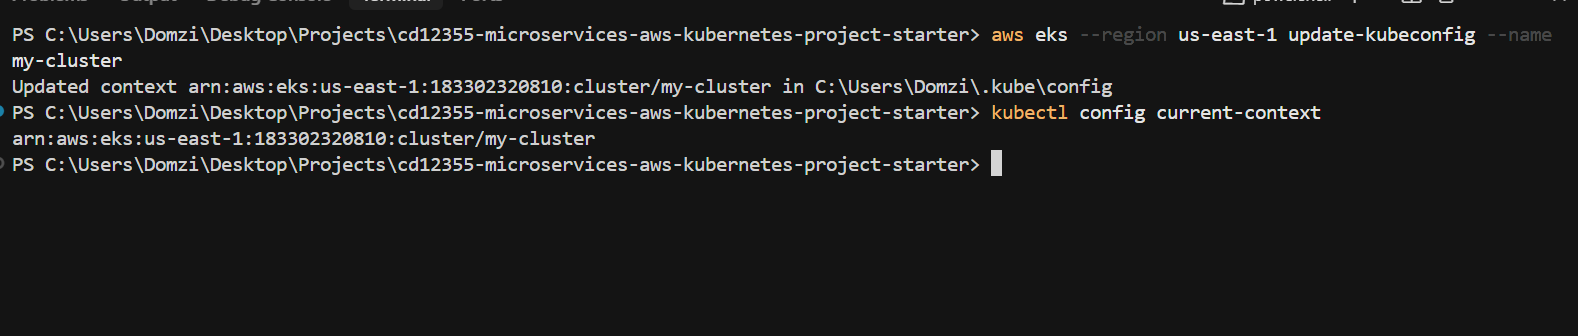 Terminal
PS C:\Users\Domzi\Desktop\Projects\cd12355-microservices-aws-kubernetes-project-starter> aws eks --region us-east-1 update-kubeconfig --name
my-cluster
Updated context arn:aws:eks:us-east-1:183302320810:cluster/my-cluster in C:\Users\Domzi\.kube\config
PS C:\Users\Domzi\Desktop\Projects\cd12355-microservices-aws-kubernetes-project-starter> kubectl config current-context
arn:aws:eks:us-east-1:183302320810:cluster/my-cluster
PS C:\Users\Domzi\Desktop\Projects\cd12355-microservices-aws-kubernetes-project-starter>